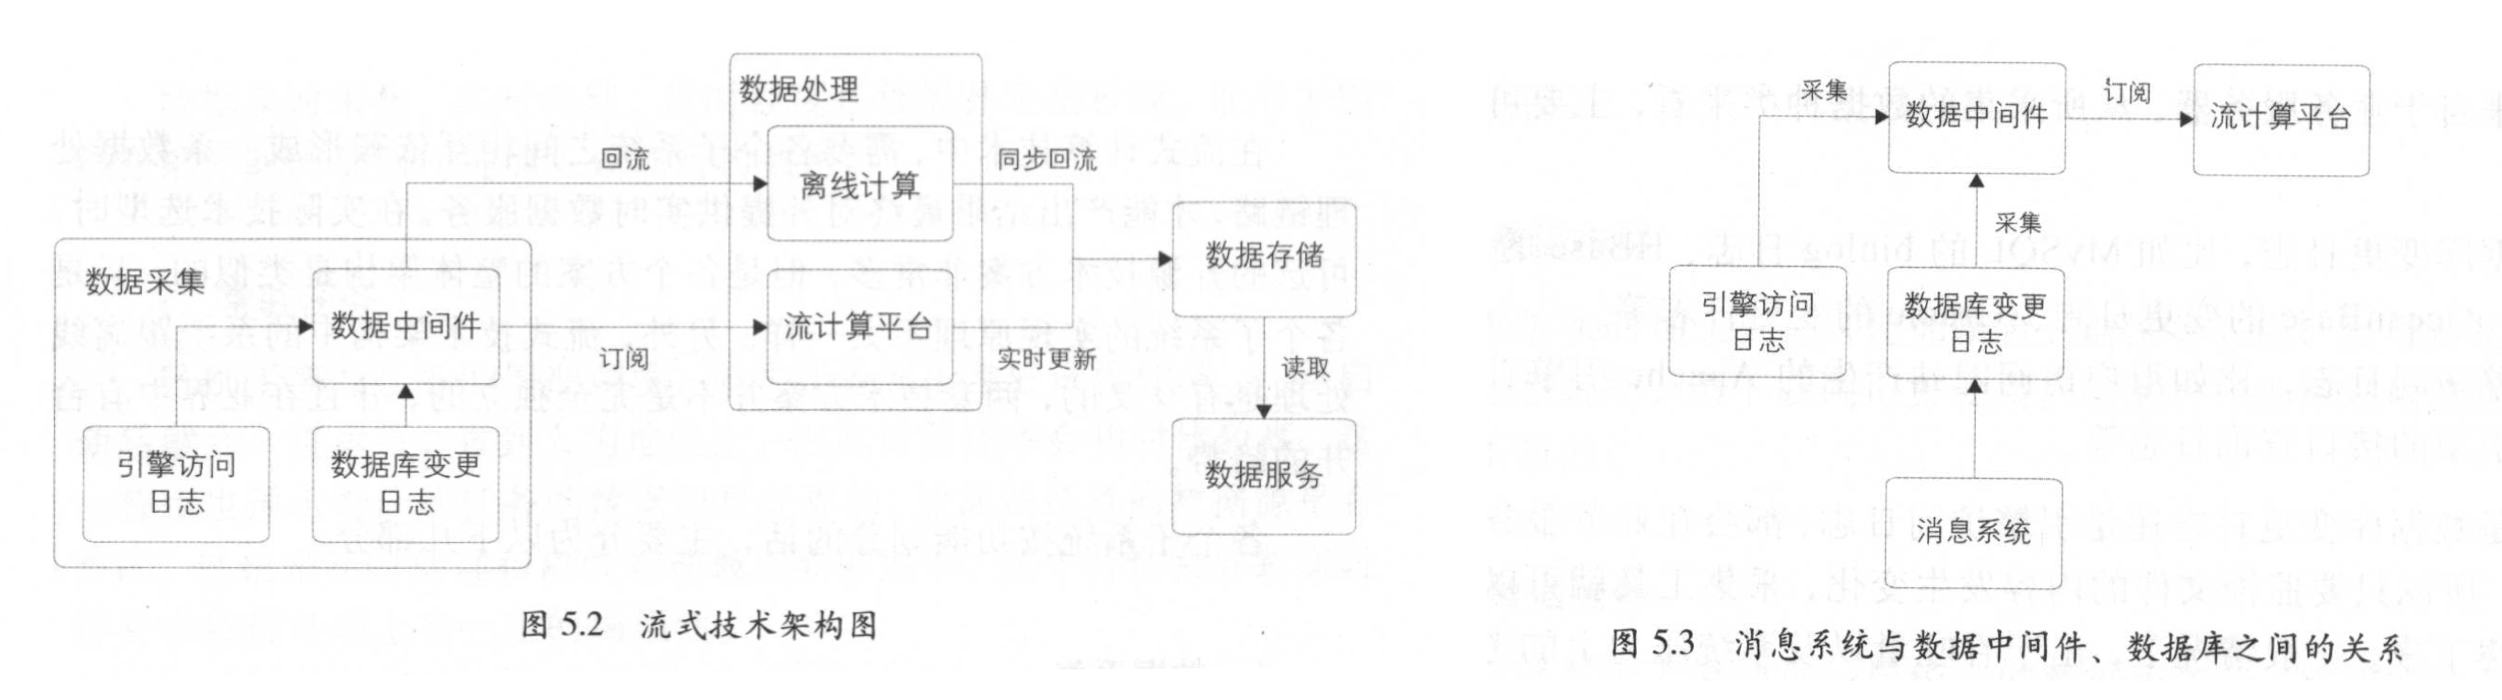 数据处理
离线计算
流计算平台
回流
同步回流
数据采集
数据中间件
订阅
实时更新
数据存储
读取
引擎访问
日志
数据库变更
日志
数据服务
图 5.2 流式技术架构图
采集
数据中间件
订阅
流计算平台
采集
引擎访问
日志
数据库变更
日志
消息系统
图 5.3 消息系统与数据中间件、数据库之间的关系